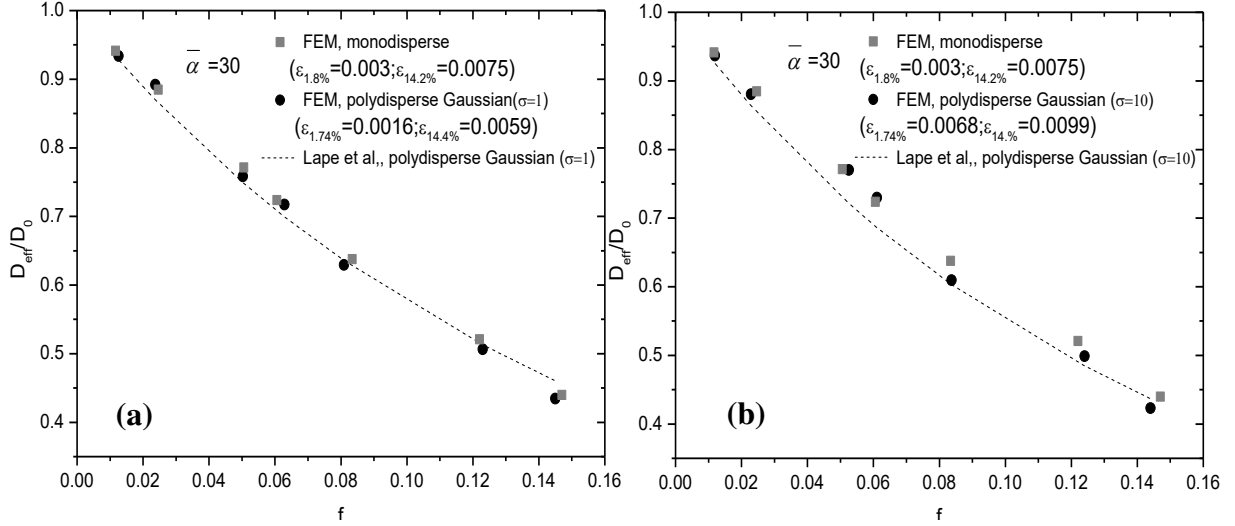 1.0
0.9
0.8
0.7
0.6
0.5
0.4
D_eff/D_0
α =30
FEM, monodisperse
(ε_1.8%=0.003;ε_14.2%=0.0075)
FEM, polydisperse Gaussian(σ=1)
(ε_1.74%=0.0016;ε_14.4%=0.0059)
Lape et al,, polydisperse Gaussian (σ=1)
(a)
0.00 0.02 0.04 0.06 0.08 0.10 0.12 0.14 0.16
f
1.0
0.9
0.8
0.7
0.6
0.5
0.4
D_eff/D_0
α =30
FEM, monodisperse
(ε_1.8%=0.003;ε_14.2%=0.0075)
FEM, polydisperse Gaussian (σ=10)
(ε_1.74%=0.0068;ε_14.%=0.0099)
Lape et al,, polydisperse Gaussian (σ=10)
(b)
0.00 0.02 0.04 0.06 0.08 0.10 0.12 0.14 0.16
f